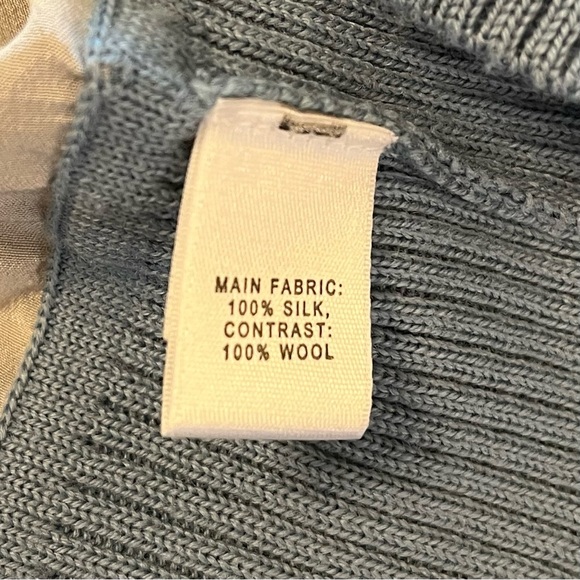 MAIN FABRIC:
100% SILK,
CONTRAST:
100% WOOL